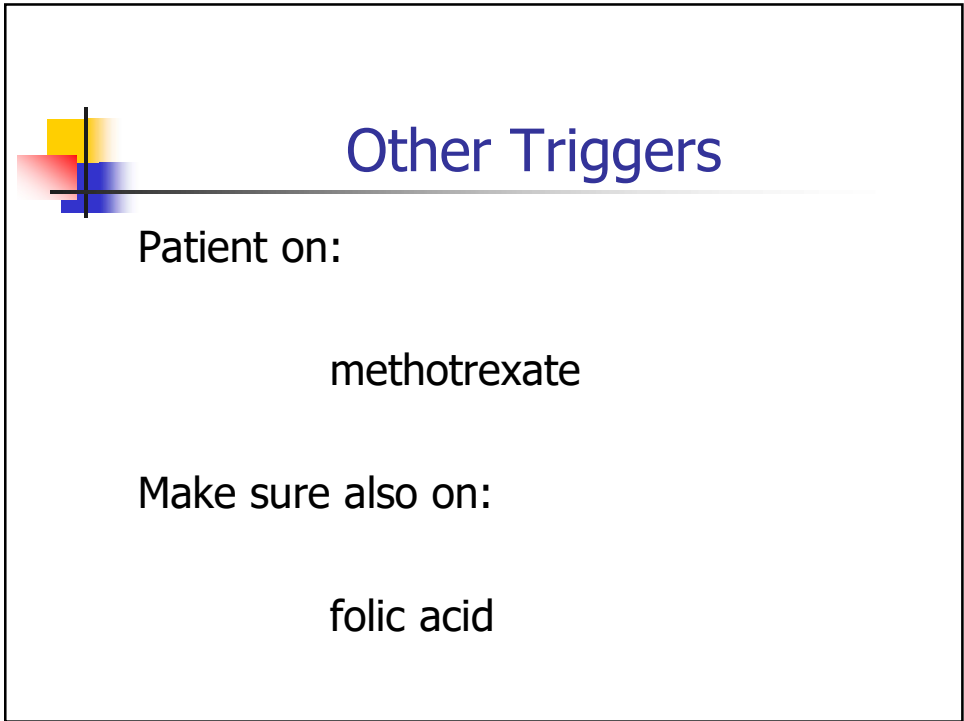 Other Triggers
Patient on:
methotrexate
Make sure also on:
folic acid